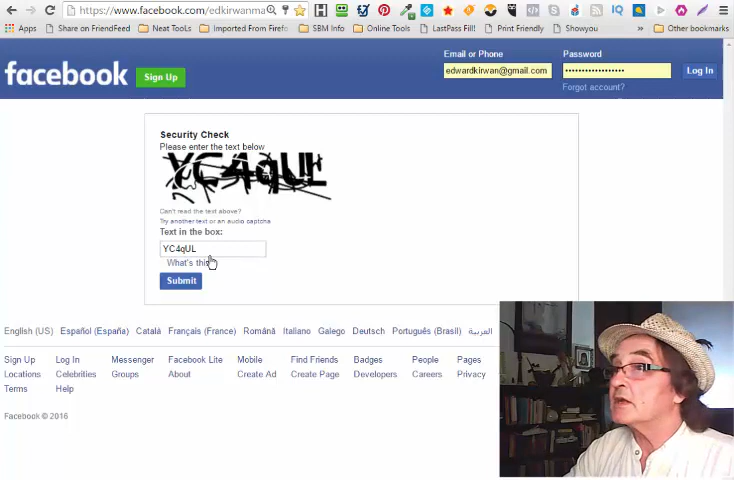 https://www.facebook.com/edkirwanma
Apps Share on FriendFeed Neat Tools Imported From Firef SBM Info Online Tools LastPass Fill! Print Friendly Showyou » Other bookmarks
facebook Sign Up
Email or Phone Password
edwardkirwan@gmail.com •••••••••••••••••• Log In
Forgot account?
Security Check
Please enter the text below
YC4qUL
Can't read the text above?
Try another text or an audio captcha
Text in the box:
YC4qUL
What's this
Submit
English (US) Español (España) Català Français (France) Română Italiano Galego Deutsch Português (Brasil) العربية
Sign Up Log In Messenger Facebook Lite Mobile Find Friends Badges People Pages
Locations Celebrities Groups About Create Ad Create Page Developers Careers Privacy
Terms Help
Facebook © 2016